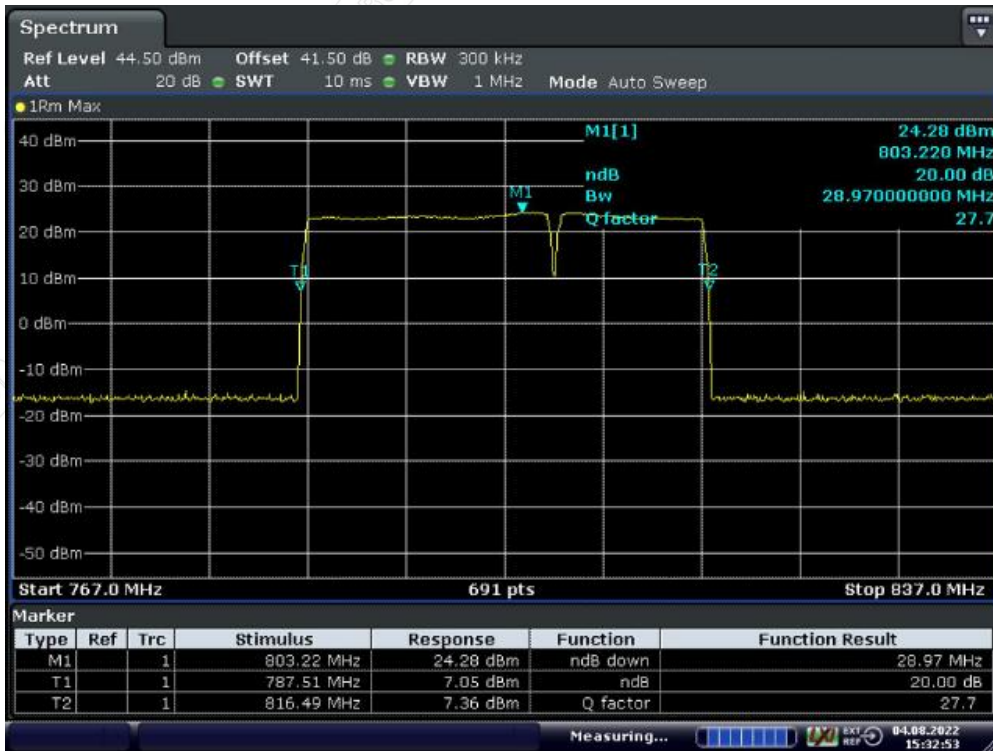 Spectrum
Ref Level 44.50 dBm Offset 41.50 dB RBW 300 kHz
Att 20 dB SWT 10 ms VBW 1 MHz Mode Auto Sweep
1Rm Max
M1[1] 24.28 dBm
803.220 MHz
ndB 20.00 dB
Bw 28.970000000 MHz
Q factor 27.7
40 dBm
30 dBm
M1
20 dBm
T1
T2
10 dBm
0 dBm
-10 dBm
-20 dBm
-30 dBm
-40 dBm
-50 dBm
Start 767.0 MHz 691 pts Stop 837.0 MHz
Marker
Type Ref Trc Stimulus Response Function Function Result
M1 1 803.22 MHz 24.28 dBm ndB down 28.97 MHz
T1 1 787.51 MHz 7.05 dBm ndB 20.00 dB
T2 1 816.49 MHz 7.36 dBm Q factor 27.7
Measuring... LXI EXT REF 04.08.2022
15:32:53